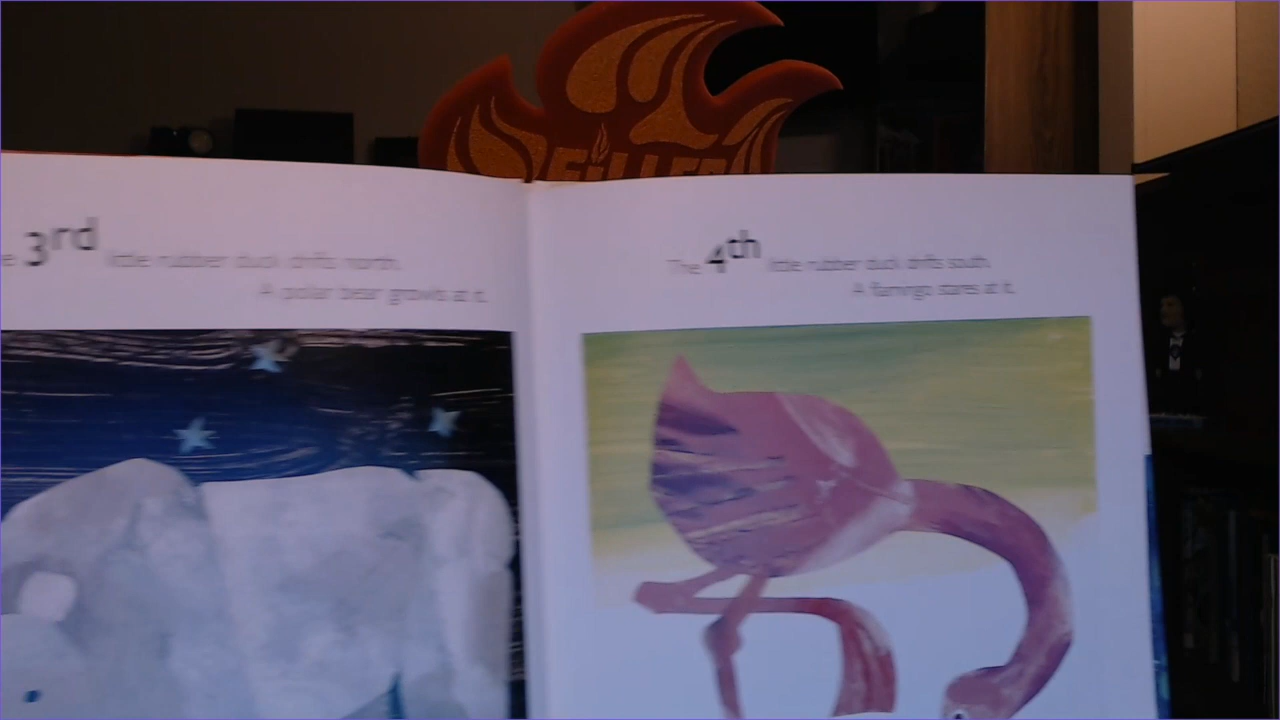 3rd little rubber duck drifts north.
A polar bear growls at it.
The 4th little rubber duck drifts south.
A flamingo stares at it.